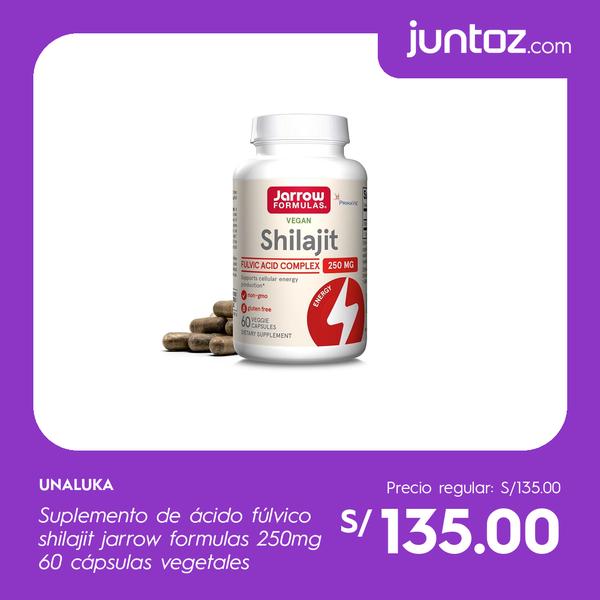 juntoz.com
Jarrow
FORMULAS®
PrimaVie
VEGAN
Shilajit
FULVIC ACID COMPLEX 250 MG
Supports cellular energy
production*
non-gmo
gluten free
ENERGY
60 VEGGIE
CAPSULES
DIETARY SUPPLEMENT
UNALUKA
Suplemento de ácido fúlvico
shilajit jarrow formulas 250mg
60 cápsulas vegetales
Precio regular: S/135.00
S/ 135.00